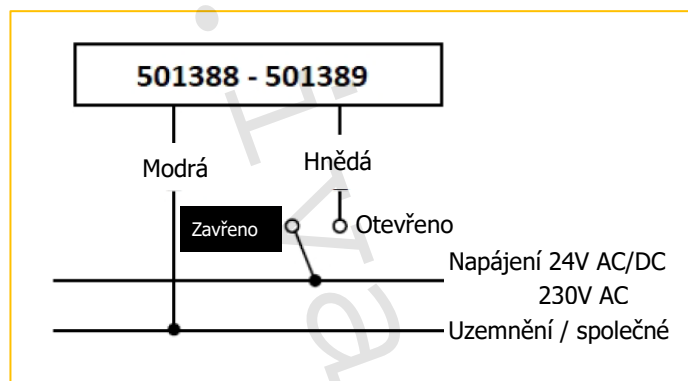 501388 - 501389
Modrá
Hnědá
Zavřeno
Otevřeno
Napájení 24V AC/DC
230V AC
Uzemnění / společné